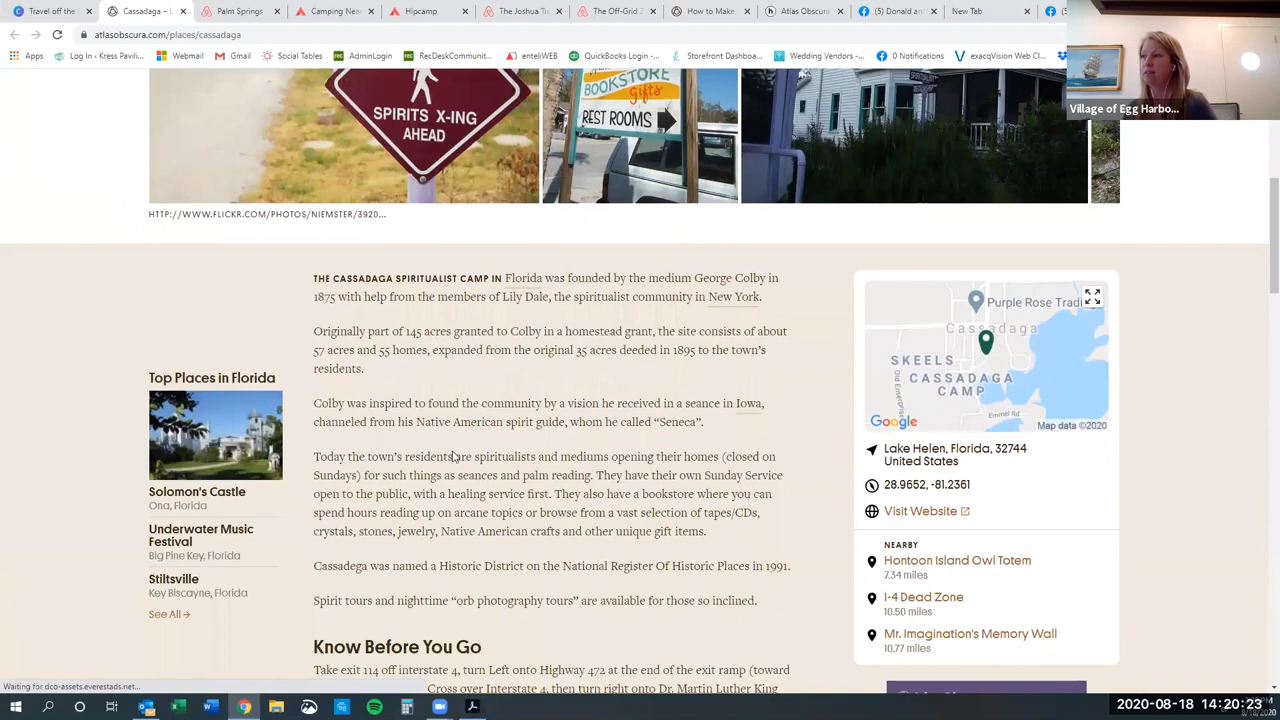 Travel off the
Cassadaga – L
Palm Springs
Camping Nea
Hipcamp
The Joshua Tr
The Off-Grid
How to Make
Atlas Obscura
(5) Donald an
New Tab
atlasobscura.com/places/cassadaga
Apps
Log In ‹ Kress Pavili...
Webmail
Gmail
Social Tables
AdminLogin
RecDeskCommunit...
enteliWEB
QuickBooks Login -...
Storefront Dashboa...
Wedding Vendors-...
0 Notifications
exacqVision Web Cl...
Village of Egg Harbo...
SPIRITS X-ING
AHEAD
BOOKSTORE
gifts
REST ROOMS
HTTP://WWW.FLICKR.COM/PHOTOS/NIEMSTER/3920...
THE CASSADAGA SPIRITUALIST CAMP IN Florida was founded by the medium George Colby in
1875 with help from the members of Lily Dale, the spiritualist community in New York.
Originally part of 145 acres granted to Colby in a homestead grant, the site consists of about
57 acres and 55 homes, expanded from the original 35 acres deeded in 1895 to the town's
residents.
Colby was inspired to found the community by a vision he received in a seance in Iowa,
channeled from his Native American spirit guide, whom he called “Seneca”.
Today the town's residents are spiritualists and mediums opening their homes (closed on
Sundays) for such things as seances and palm reading. They have their own Sunday Service
open to the public, with a healing service first. They also have a bookstore where you can
spend hours reading up on arcane topics or browse from a vast selection of tapes/CDs,
crystals, stones, jewelry, Native American crafts and other unique gift items.
Cassadega was named a Historic District on the National Register Of Historic Places in 1991.
Spirit tours and nighttime “orb photography tours” are available for those so inclined.
Know Before You Go
Take exit 114 off interstate 4, turn Left onto Highway 472 at the end of the exit ramp (toward
Cross over Interstate 4, then turn right onto Dr. Martin Luther King
Top Places in Florida
Solomon's Castle
Ona, Florida
Underwater Music
Festival
Big Pine Key, Florida
Stiltsville
Key Biscayne, Florida
See All →
Purple Rose Tradi
Cassadaga
SKEELS
CASSADAGA
CAMP
Emmel Rd
Google
Map data ©2020
Lake Helen, Florida, 32744
United States
28.9652, -81.2361
Visit Website
NEARBY
Hontoon Island Owl Totem
7.34 miles
I-4 Dead Zone
10.50 miles
Mr. Imagination's Memory Wall
10.77 miles
Waiting for dco-assets.everestads.net...
2020-08-18 14:20:23